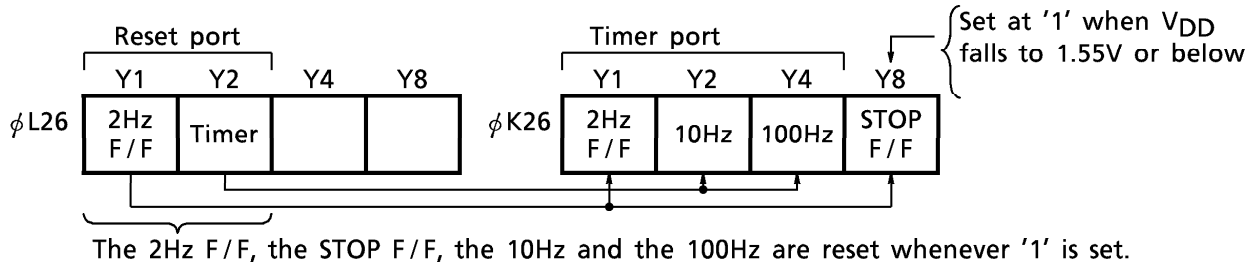 Reset port
Timer port
Set at '1' when VDD
falls to 1.55V or below
Y1 Y2 Y4 Y8
Y1 Y2 Y4 Y8
ϕL26
2Hz
F/F
Timer
ϕK26
2Hz
F/F
10Hz
100Hz
STOP
F/F
The 2Hz F/F, the STOP F/F, the 10Hz and the 100Hz are reset whenever '1' is set.